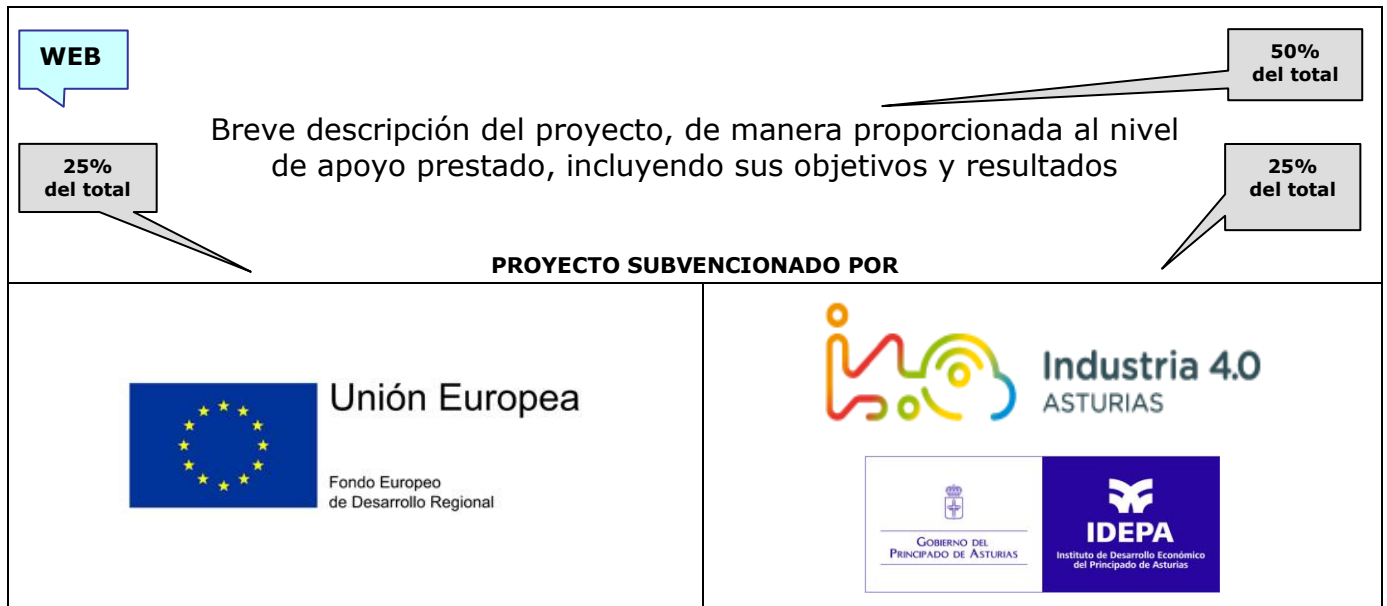 WEB
50%
del total
Breve descripción del proyecto, de manera proporcionada al nivel
de apoyo prestado, incluyendo sus objetivos y resultados
25%
del total
25%
del total
PROYECTO SUBVENCIONADO POR
Unión Europea
Fondo Europeo
de Desarrollo Regional
Industria 4.0
ASTURIAS
GOBIERNO DEL
PRINCIPADO DE ASTURIAS
IDEPA
Instituto de Desarrollo Económico
del Principado de Asturias